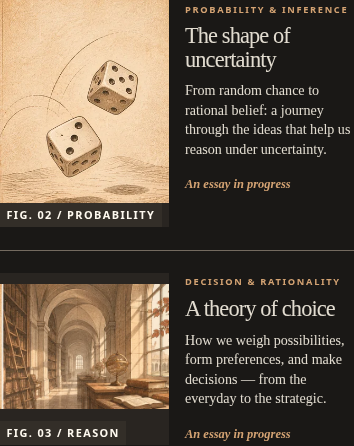 PROBABILITY & INFERENCE
The shape of
uncertainty
From random chance to
rational belief: a journey
through the ideas that help us
reason under uncertainty.
An essay in progress
FIG. 02 / PROBABILITY
DECISION & RATIONALITY
A theory of choice
How we weigh possibilities,
form preferences, and make
decisions — from the
everyday to the strategic.
An essay in progress
FIG. 03 / REASON